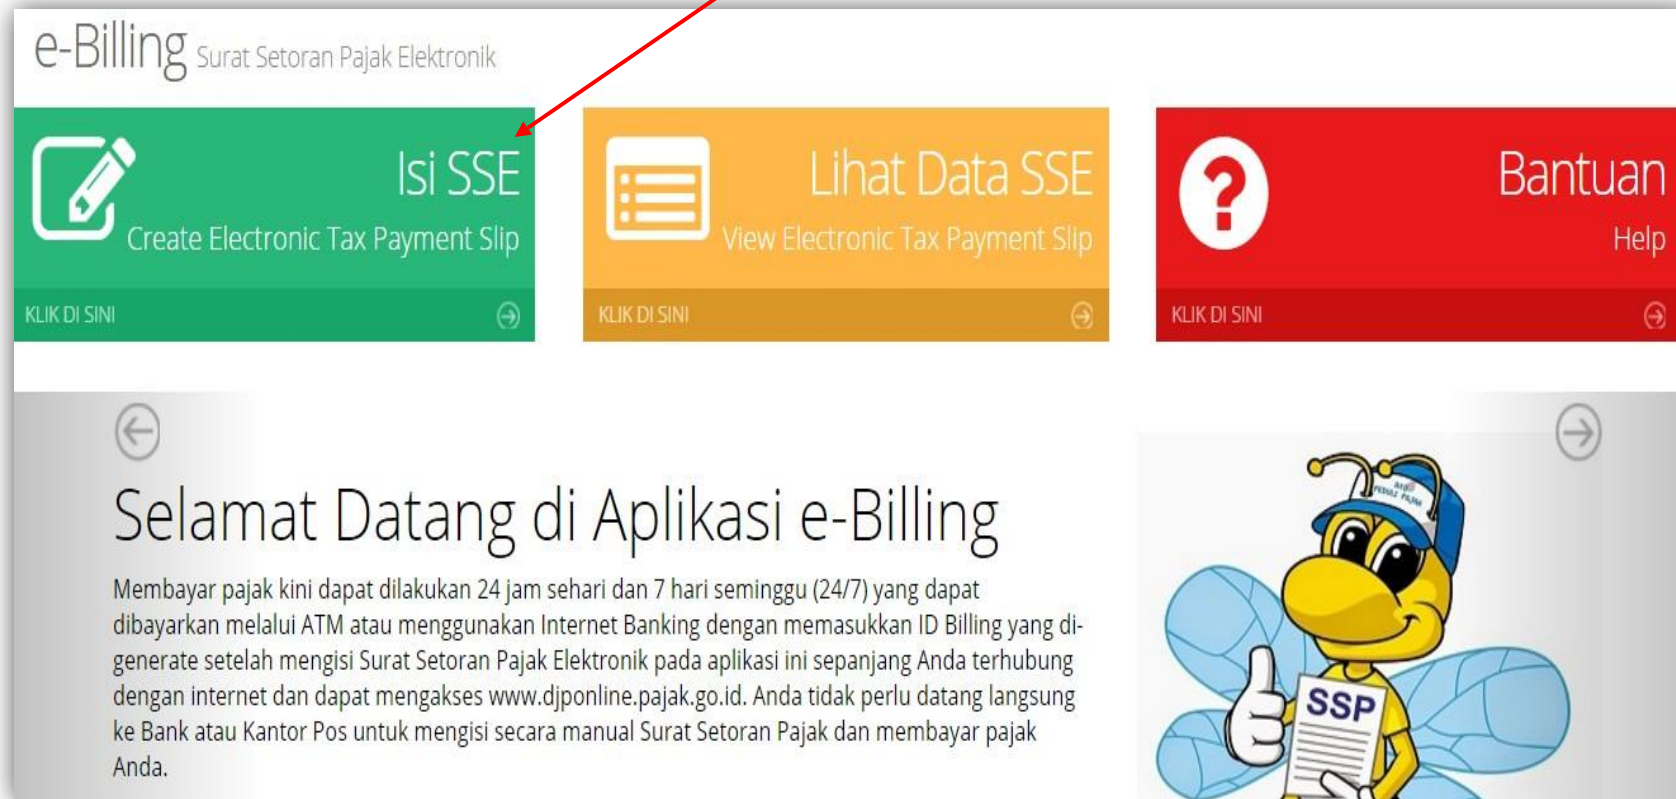 e-Billing Surat Setoran Pajak Elektronik
Isi SSE
Create Electronic Tax Payment Slip
KLIK DI SINI
Lihat Data SSE
View Electronic Tax Payment Slip
KLIK DI SINI
Bantuan
Help
KLIK DI SINI
Selamat Datang di Aplikasi e-Billing
Membayar pajak kini dapat dilakukan 24 jam sehari dan 7 hari seminggu (24/7) yang dapat
dibayarkan melalui ATM atau menggunakan Internet Banking dengan memasukkan ID Billing yang di-
generate setelah mengisi Surat Setoran Pajak Elektronik pada aplikasi ini sepanjang Anda terhubung
dengan internet dan dapat mengakses www.djponline.pajak.go.id. Anda tidak perlu datang langsung
ke Bank atau Kantor Pos untuk mengisi secara manual Surat Setoran Pajak dan membayar pajak
Anda.
PEDULI PAJAK
SSP